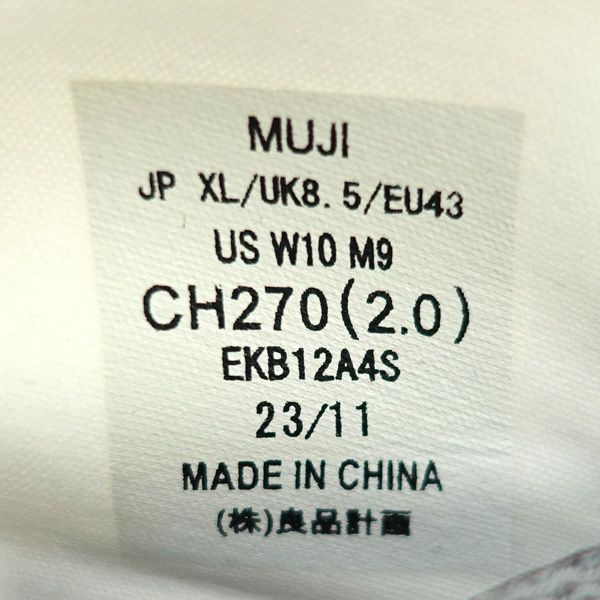 MUJI
JP XL/UK8.5/EU43
US W10 M9
CH270(2.0)
EKB12A4S
23/11
MADE IN CHINA
(株)良品計画